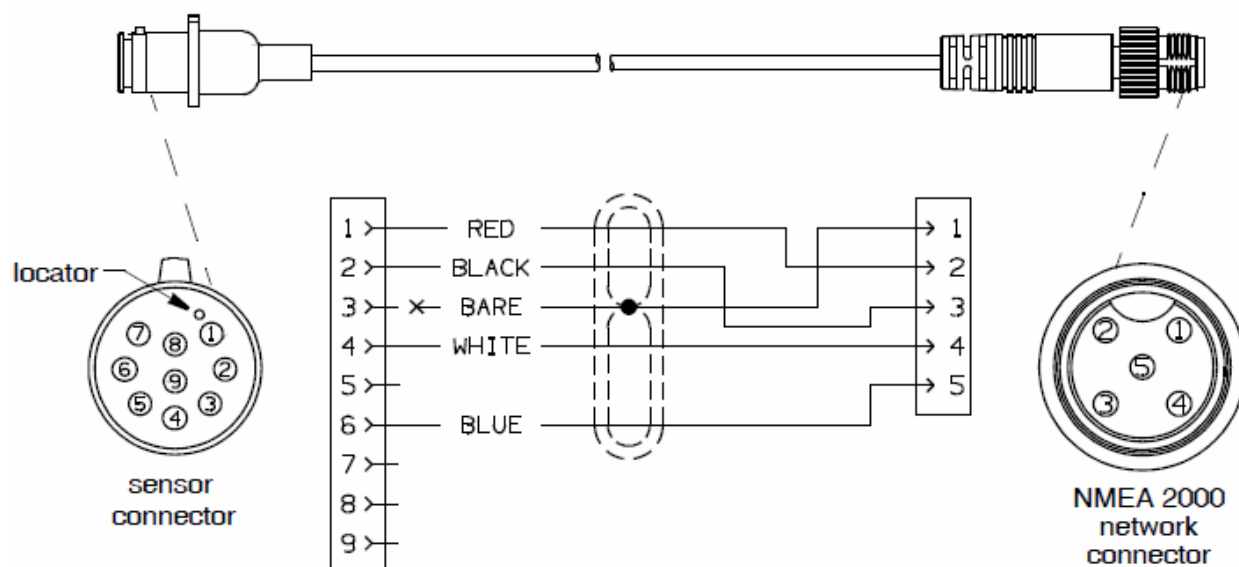 1 RED 1
2 BLACK 2
locator
3 × BARE 3
4 WHITE 4
5 5
6 BLUE
7
8
9
7 8 1
6 9 2
5 4 3
sensor
connector
2 1
5
3 4
NMEA 2000
network
connector